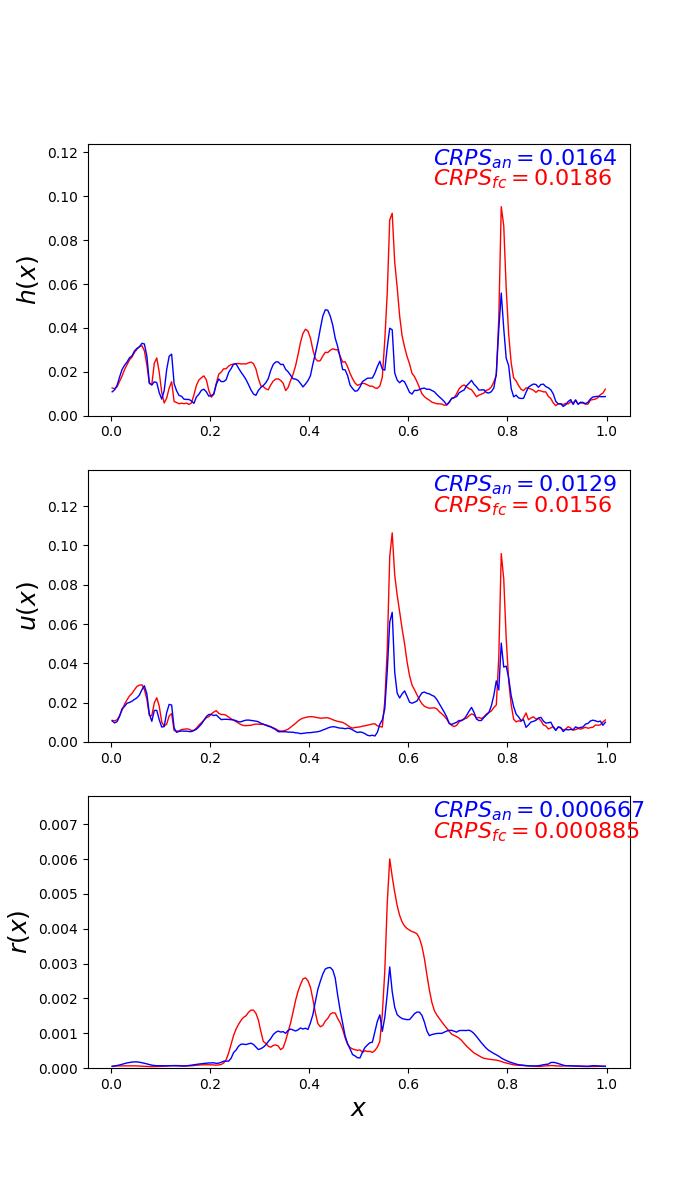 CRPS_an = 0.0164
CRPS_fc = 0.0186
h(x)
0.12
0.10
0.08
0.06
0.04
0.02
0.00
0.0 0.2 0.4 0.6 0.8 1.0
CRPS_an = 0.0129
CRPS_fc = 0.0156
u(x)
0.12
0.10
0.08
0.06
0.04
0.02
0.00
0.0 0.2 0.4 0.6 0.8 1.0
CRPS_an = 0.000667
CRPS_fc = 0.000885
r(x)
0.007
0.006
0.005
0.004
0.003
0.002
0.001
0.000
0.0 0.2 0.4 0.6 0.8 1.0
x